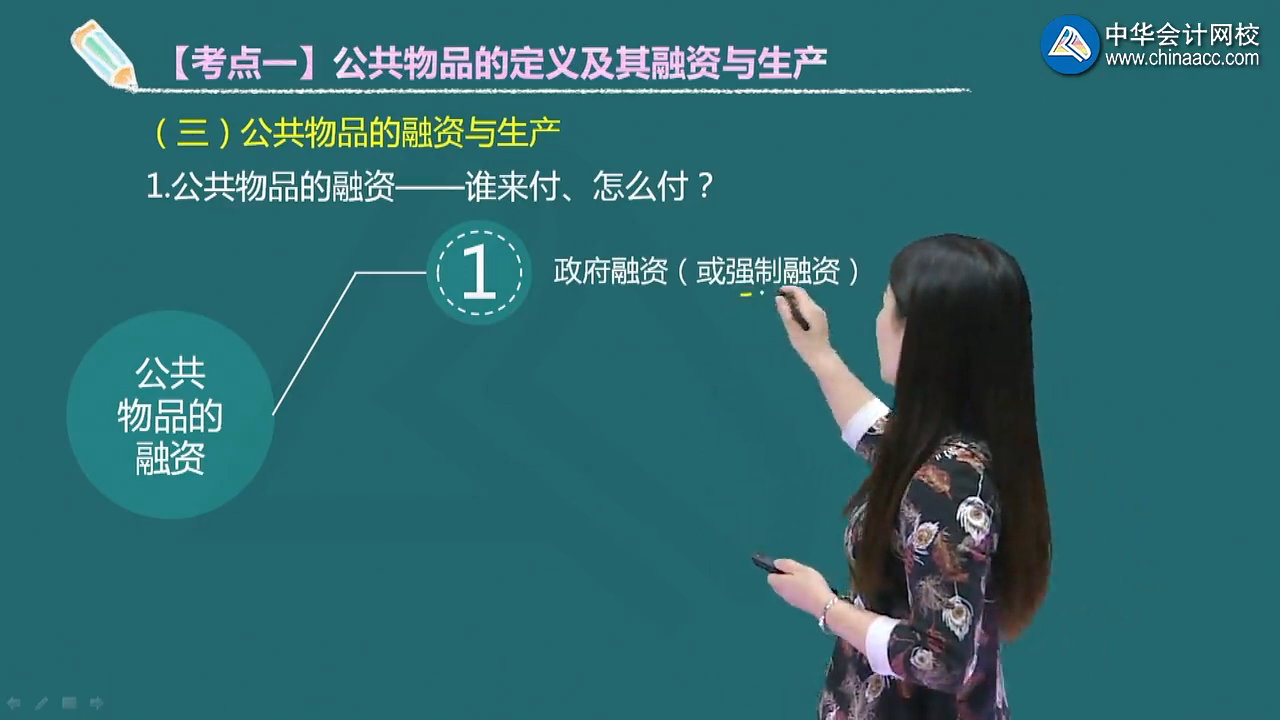 【考点一】公共物品的定义及其融资与生产
中华会计网校
www.chinaacc.com
（三）公共物品的融资与生产
1.公共物品的融资——谁来付、怎么付？
1
政府融资（或强制融资）
公共
物品的
融资